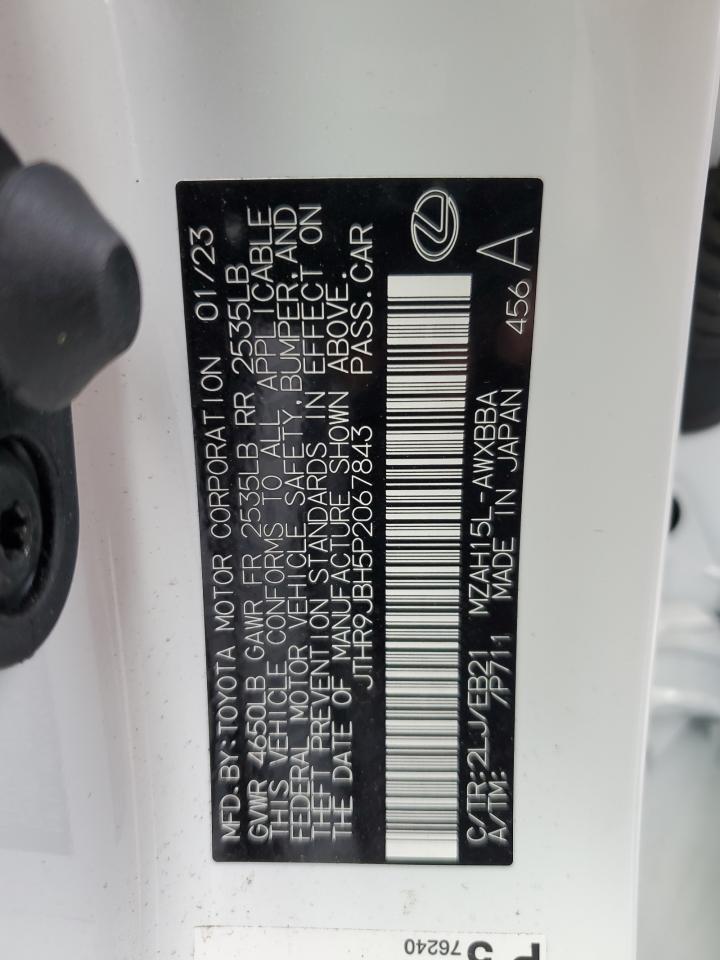 MFD.BY:TOYOTA MOTOR CORPORATION 01/23
GVWR 4650LB GAWR FR 2535LB RR 2535LB
THIS VEHICLE CONFORMS TO ALL APPLICABLE
FEDERAL MOTOR VEHICLE SAFETY,BUMPER,AND
THEFT PREVENTION STANDARDS IN EFFECT ON
THE DATE OF MANUFACTURE SHOWN ABOVE.
JTHR9JBH5P2067843 PASS.CAR
C/TR:2LJ/EB21 MZAH15L-AWXBBA 456 A
A/TM: /P711 MADE IN JAPAN
76240